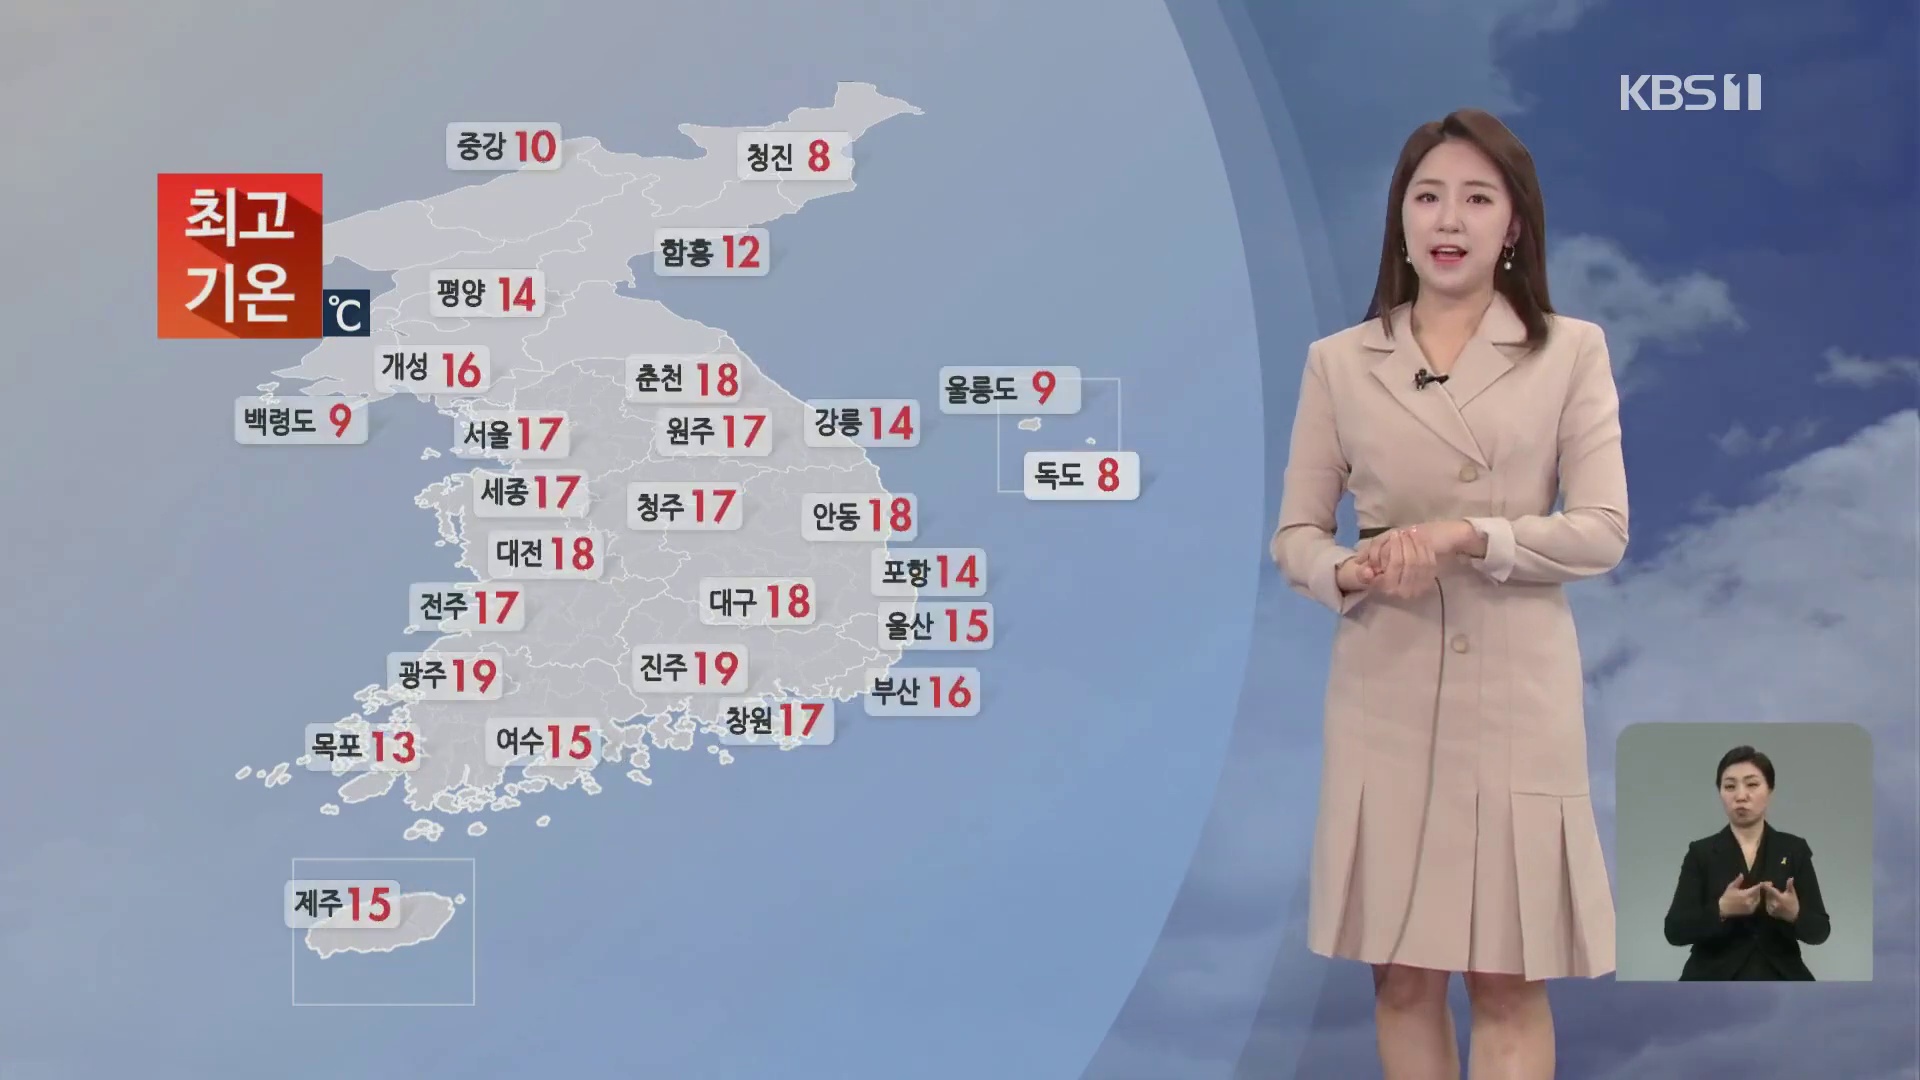 KBS 1
최고
기온
℃
중강 10
청진 8
함흥 12
평양 14
개성 16
춘천 18
백령도 9
서울 17
원주 17
강릉 14
울릉도 9
독도 8
세종 17
청주 17
안동 18
대전 18
포항 14
전주 17
대구 18
울산 15
광주 19
진주 19
부산 16
창원 17
목포 13
여수 15
제주 15